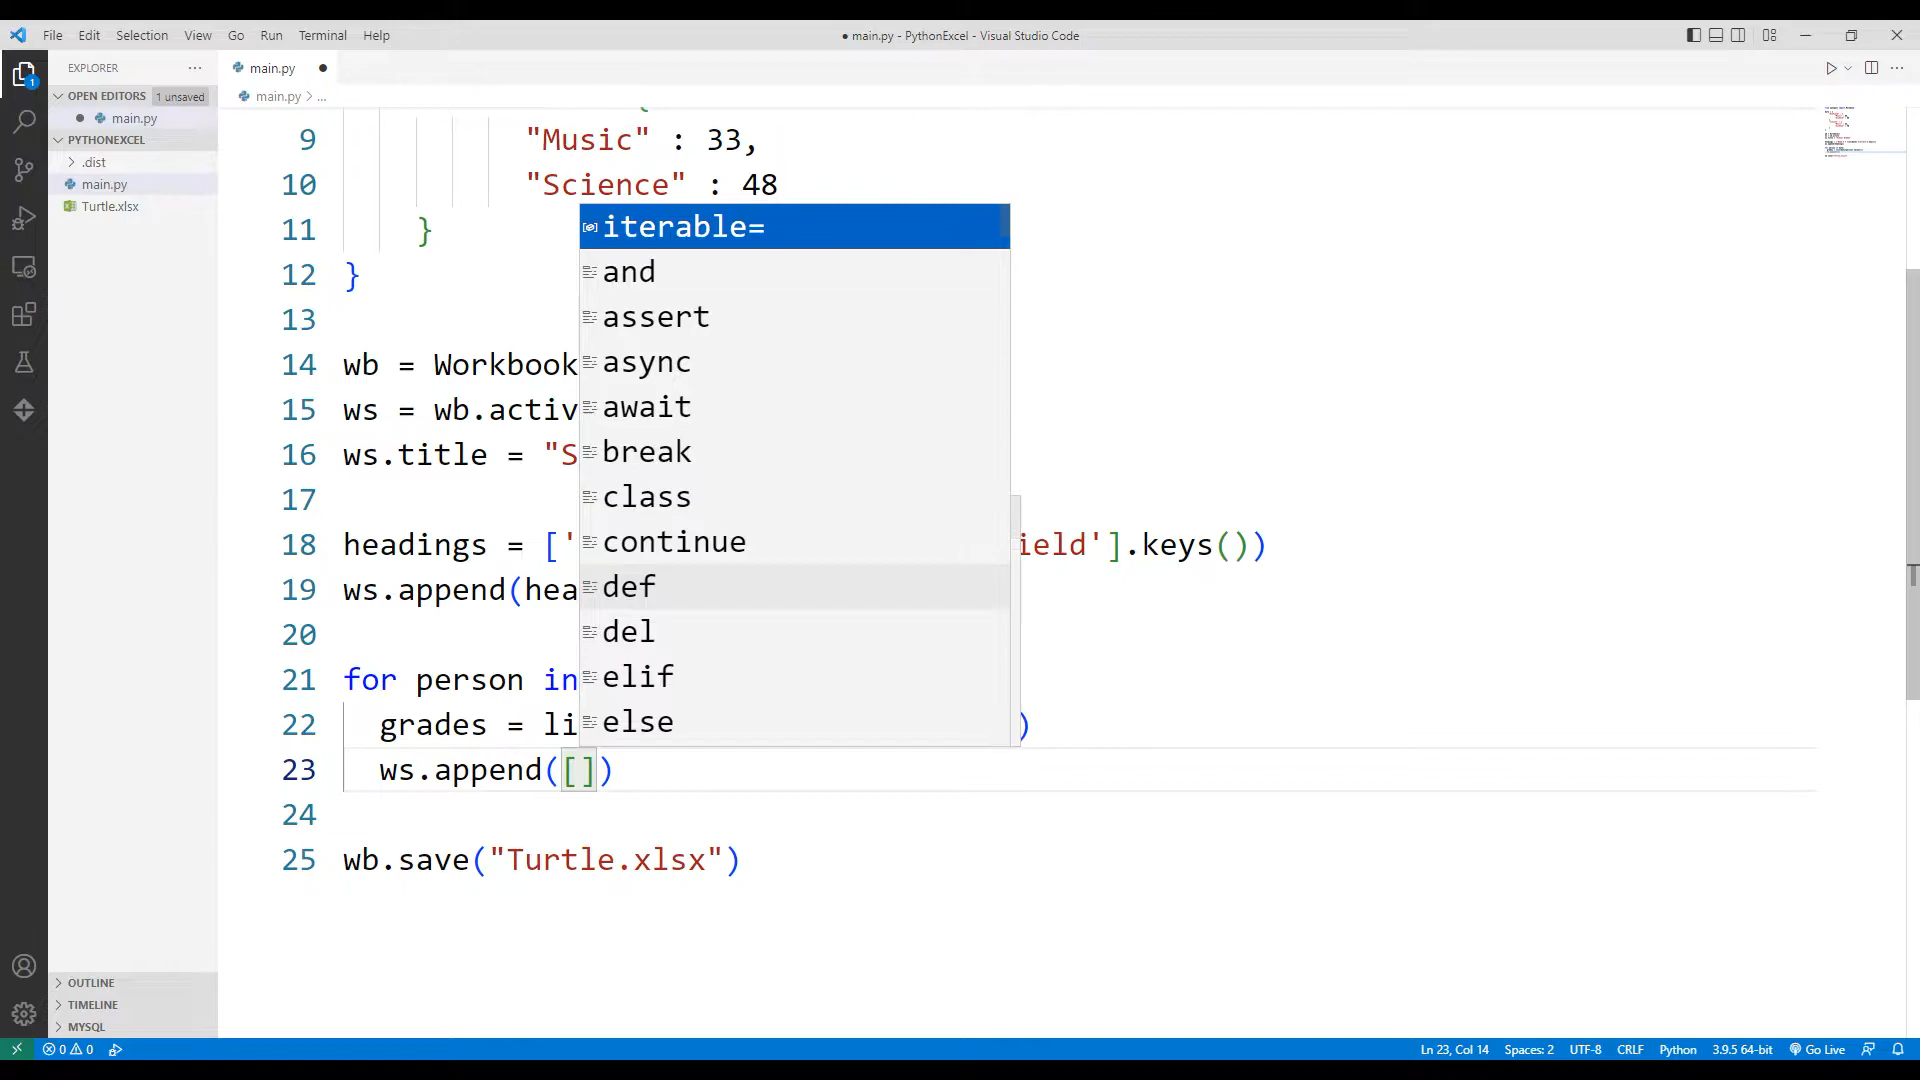 File Edit Selection View Go Run Terminal Help
● main.py - PythonExcel - Visual Studio Code
EXPLORER
OPEN EDITORS 1 unsaved
main.py
PYTHONEXCEL
.dist
main.py
Turtle.xlsx
OUTLINE
TIMELINE
MYSQL
1
main.py
main.py > ...
9 "Music" : 33,
10 "Science" : 48
11 }
12 }
13
14 wb = Workbook
15 ws = wb.activ
16 ws.title = "S
17
18 headings = [' ield'].keys())
19 ws.append(hea
20
21 for person in
22 grades = li )
23 ws.append([])
24
25 wb.save("Turtle.xlsx")
iterable=
and
assert
async
await
break
class
continue
def
del
elif
else
0 0 Ln 23, Col 14 Spaces: 2 UTF-8 CRLF Python 3.9.5 64-bit Go Live